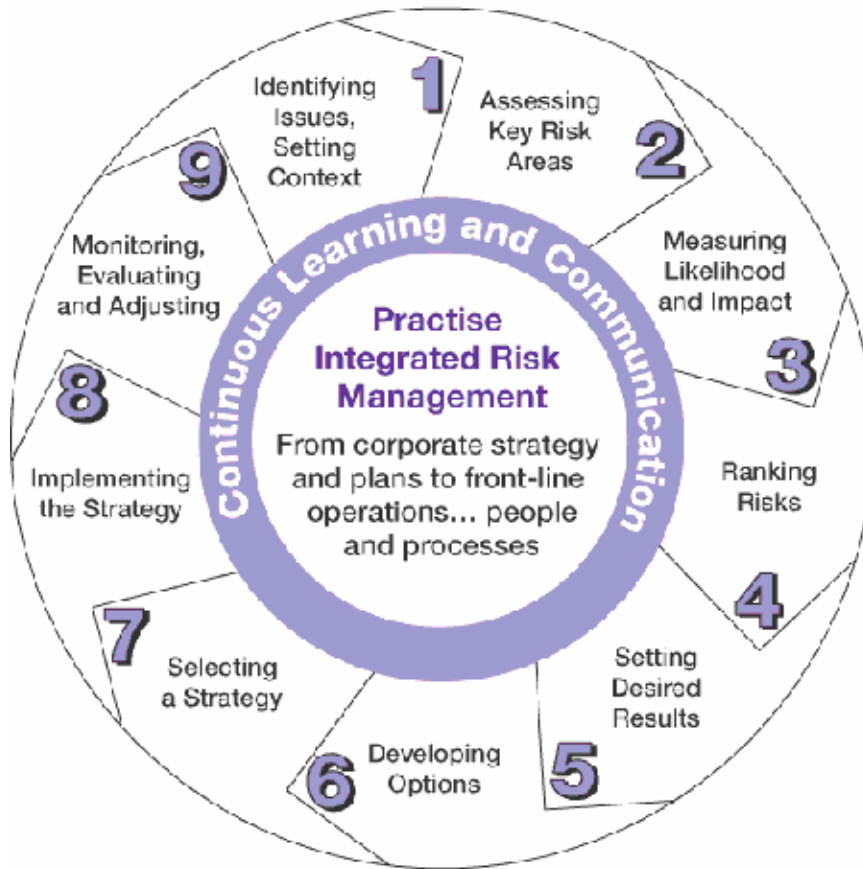 1
Identifying
Issues,
Setting
Context
2
Assessing
Key Risk
Areas
3
Measuring
Likelihood
and Impact
4
Ranking
Risks
5
Setting
Desired
Results
6
Developing
Options
7
Selecting
a Strategy
8
Implementing
the Strategy
9
Monitoring,
Evaluating
and Adjusting
Continuous Learning and Communication
Practise
Integrated Risk
Management
From corporate strategy
and plans to front-line
operations... people
and processes